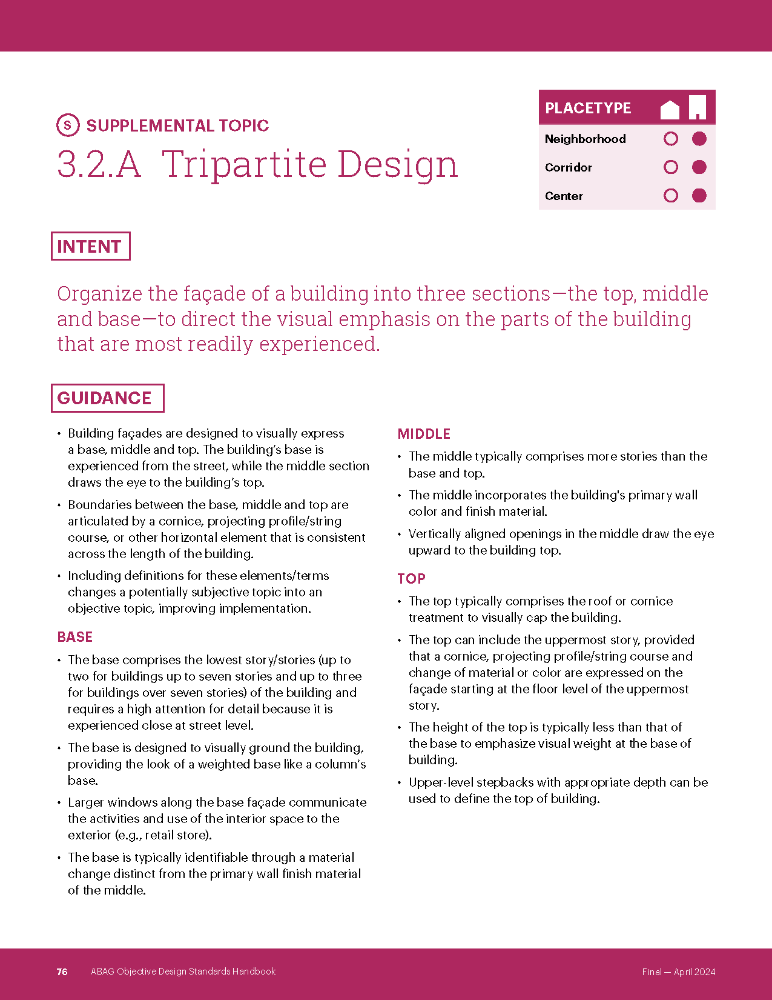 PLACETYPE
Neighborhood
Corridor
Center
S SUPPLEMENTAL TOPIC
3.2.A Tripartite Design
INTENT
Organize the façade of a building into three sections—the top, middle
and base—to direct the visual emphasis on the parts of the building
that are most readily experienced.
GUIDANCE
• Building façades are designed to visually express
a base, middle and top. The building’s base is
experienced from the street, while the middle section
draws the eye to the building’s top.
• Boundaries between the base, middle and top are
articulated by a cornice, projecting profile/string
course, or other horizontal element that is consistent
across the length of the building.
• Including definitions for these elements/terms
changes a potentially subjective topic into an
objective topic, improving implementation.
BASE
• The base comprises the lowest story/stories (up to
two for buildings up to seven stories and up to three
for buildings over seven stories) of the building and
requires a high attention for detail because it is
experienced close at street level.
• The base is designed to visually ground the building,
providing the look of a weighted base like a column’s
base.
• Larger windows along the base façade communicate
the activities and use of the interior space to the
exterior (e.g., retail store).
• The base is typically identifiable through a material
change distinct from the primary wall finish material
of the middle.
MIDDLE
• The middle typically comprises more stories than the
base and top.
• The middle incorporates the building's primary wall
color and finish material.
• Vertically aligned openings in the middle draw the eye
upward to the building top.
TOP
• The top typically comprises the roof or cornice
treatment to visually cap the building.
• The top can include the uppermost story, provided
that a cornice, projecting profile/string course and
change of material or color are expressed on the
façade starting at the floor level of the uppermost
story.
• The height of the top is typically less than that of
the base to emphasize visual weight at the base of
building.
• Upper-level stepbacks with appropriate depth can be
used to define the top of building.
76 ABAG Objective Design Standards Handbook
Final — April 2024